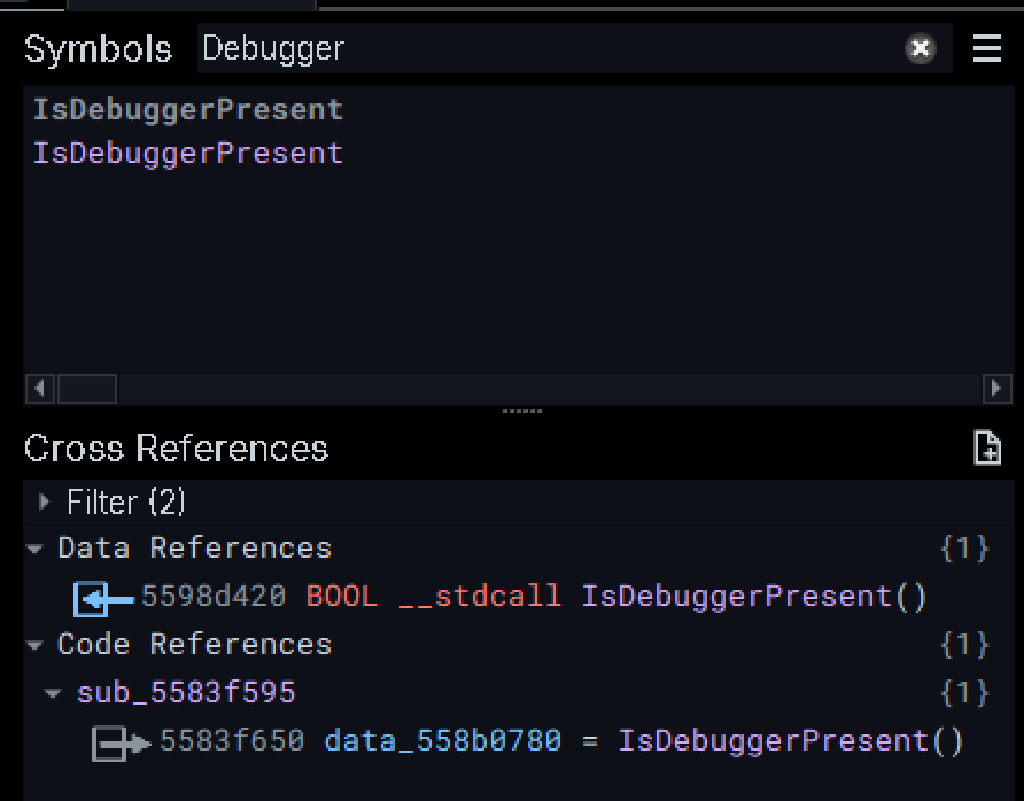 Symbols Debugger
IsDebuggerPresent
IsDebuggerPresent
Cross References
Filter (2)
Data References {1}
5598d420 BOOL __stdcall IsDebuggerPresent()
Code References {1}
sub_5583f595 {1}
5583f650 data_558b0780 = IsDebuggerPresent()